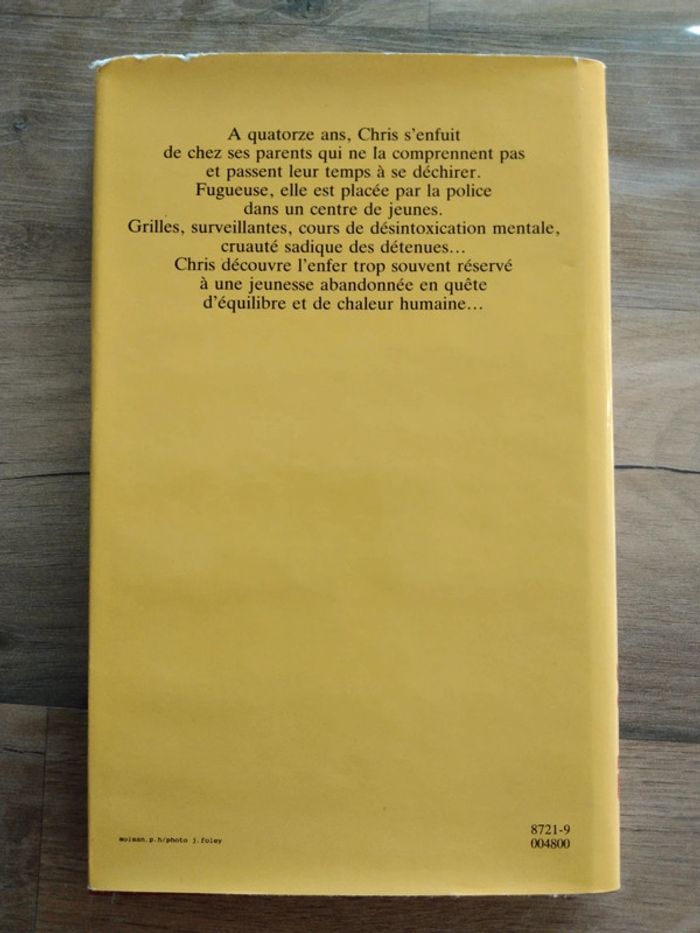 A quatorze ans, Chris s'enfuit
de chez ses parents qui ne la comprennent pas
et passent leur temps à se déchirer.
Fugueuse, elle est placée par la police
dans un centre de jeunes.
Grilles, surveillantes, cours de désintoxication mentale,
cruauté sadique des détenues...
Chris découvre l'enfer trop souvent réservé
à une jeunesse abandonnée en quête
d'équilibre et de chaleur humaine...
moisan.p.h/photo j.foley
8721-9
004800